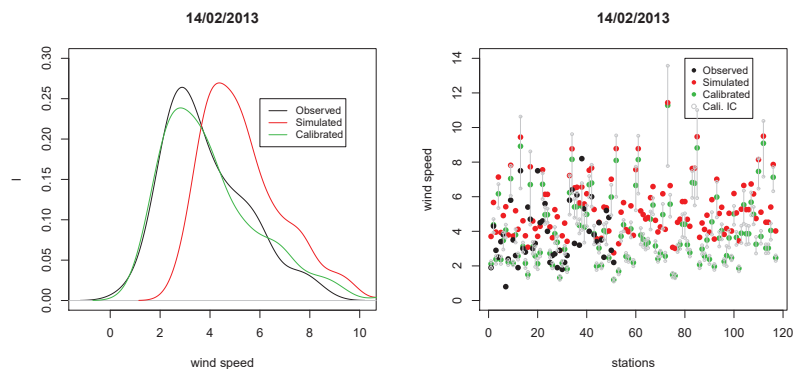 14/02/2013
0.30
0.25
0.20
0.15
0.10
0.05
0.00
I
Observed
Simulated
Calibrated
0 2 4 6 8 10
wind speed
14/02/2013
14
12
10
8
6
4
2
0
wind speed
Observed
Simulated
Calibrated
Cali. IC
0 20 40 60 80 100 120
stations